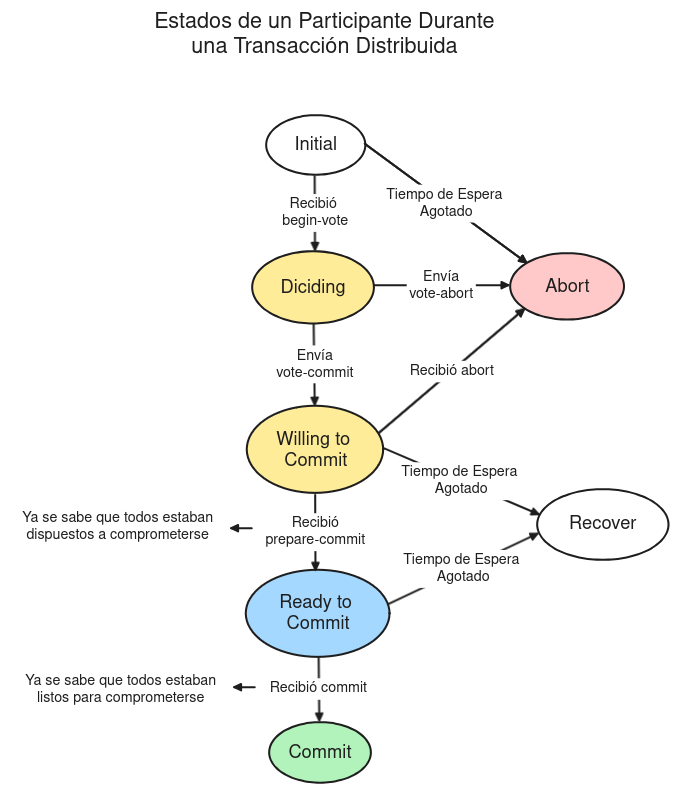 Estados de un Participante Durante
una Transacción Distribuida
Initial
Recibió
begin-vote
Tiempo de Espera
Agotado
Diciding
Envía
vote-abort
Abort
Envía
vote-commit
Recibió abort
Willing to
Commit
Tiempo de Espera
Agotado
Recover
Ya se sabe que todos estaban
dispuestos a comprometerse
Recibió
prepare-commit
Tiempo de Espera
Agotado
Ready to
Commit
Ya se sabe que todos estaban
listos para comprometerse
Recibió commit
Commit